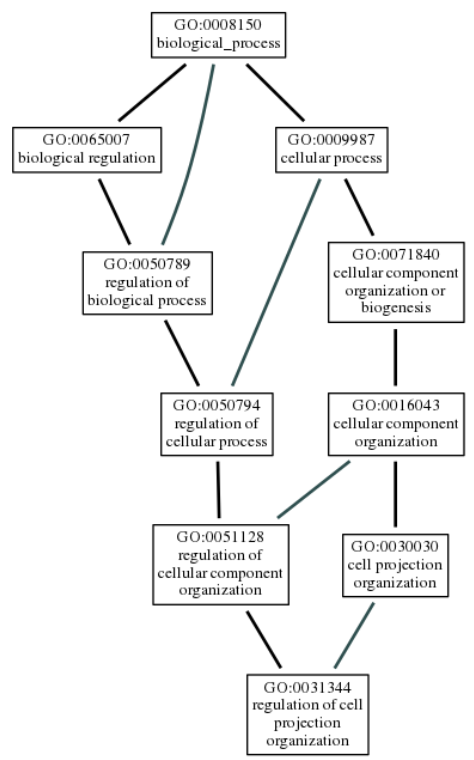 GO:0008150
biological_process
GO:0065007
biological regulation
GO:0009987
cellular process
GO:0050789
regulation of
biological process
GO:0071840
cellular component
organization or
biogenesis
GO:0050794
regulation of
cellular process
GO:0016043
cellular component
organization
GO:0051128
regulation of
cellular component
organization
GO:0030030
cell projection
organization
GO:0031344
regulation of cell
projection
organization